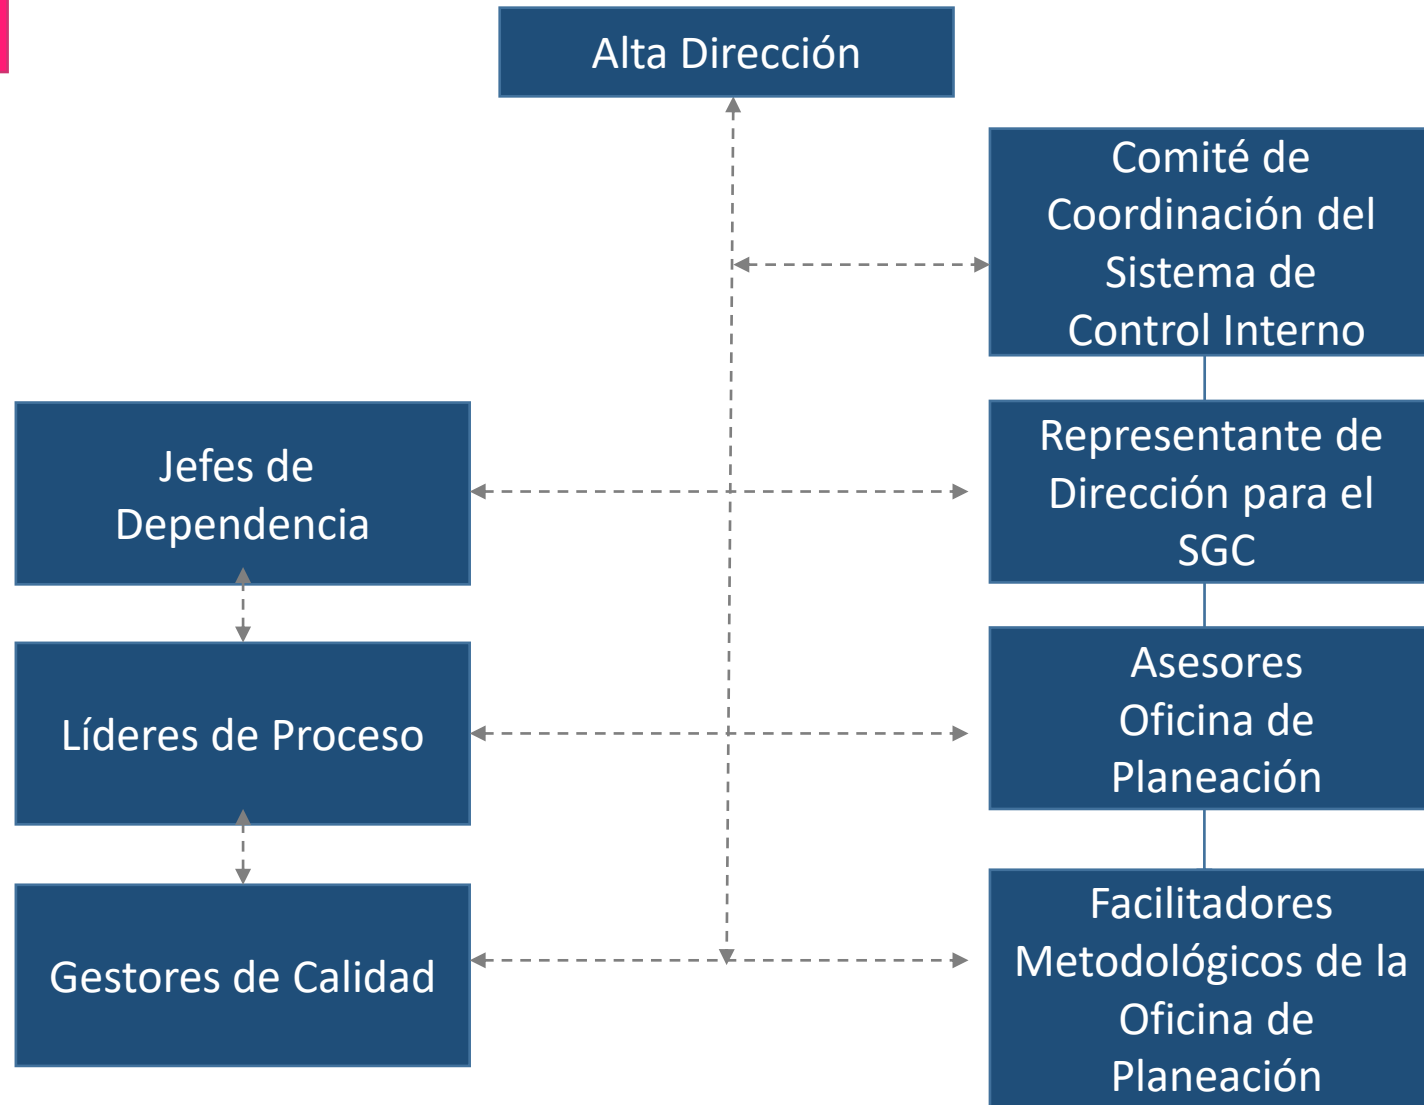 Alta Dirección
Comité de
Coordinación del
Sistema de
Control Interno
Jefes de
Dependencia
Representante de
Dirección para el
SGC
Líderes de Proceso
Asesores
Oficina de
Planeación
Gestores de Calidad
Facilitadores
Metodológicos de la
Oficina de
Planeación